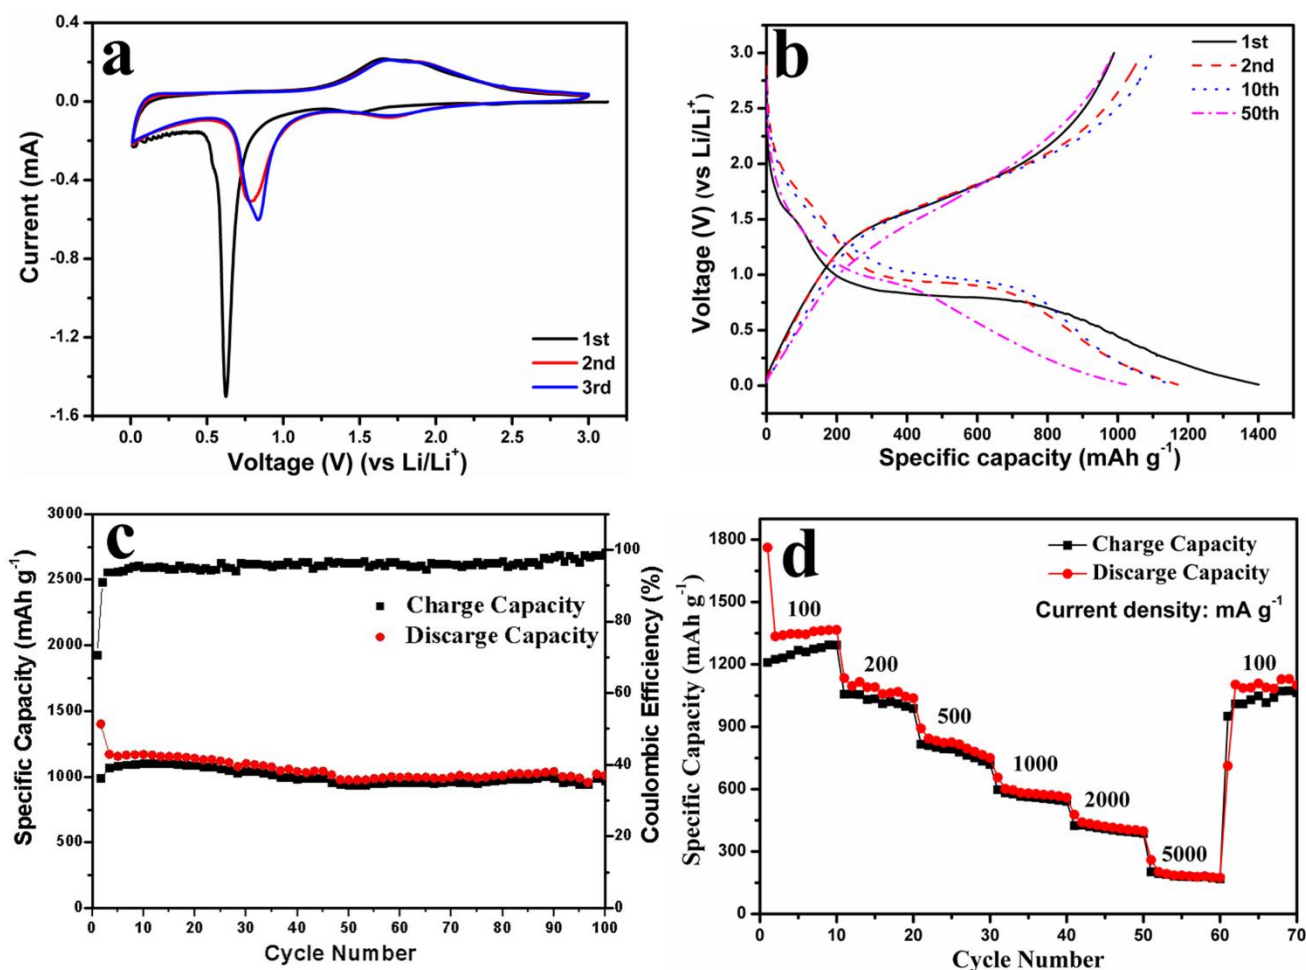 a
0.4
0.0
-0.4
-0.8
-1.2
-1.6
Current (mA)
1st
2nd
3rd
0.0 0.5 1.0 1.5 2.0 2.5 3.0
Voltage (V) (vs Li/Li⁺)
b
3.0
2.5
2.0
1.5
1.0
0.5
0.0
Voltage (V) (vs Li/Li⁺)
1st
2nd
10th
50th
0 200 400 600 800 1000 1200 1400
Specific capacity (mAh g⁻¹)
c
3000
2500
2000
1500
1000
500
0
Specific Capacity (mAh g⁻¹)
Charge Capacity
Discarge Capacity
100
80
60
40
20
0
Coulombic Efficiency (%)
0 10 20 30 40 50 60 70 80 90 100
Cycle Number
d
1800
1500
1200
900
600
300
0
Specific Capacity (mAh g⁻¹)
Charge Capacity
Discarge Capacity
Current density: mA g⁻¹
100
200
500
1000
2000
5000
100
0 10 20 30 40 50 60 70
Cycle Number